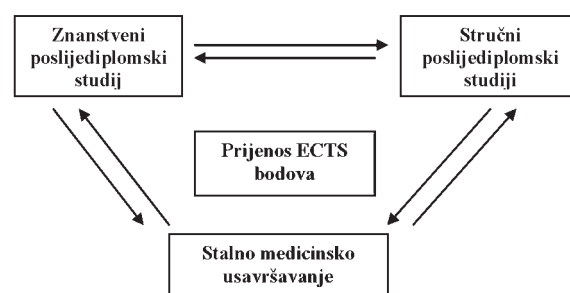 Znanstveni
poslijediplomski
studij
Stručni
poslijediplomski
studiji
Prijenos ECTS
bodova
Stalno medicinsko
usavršavanje